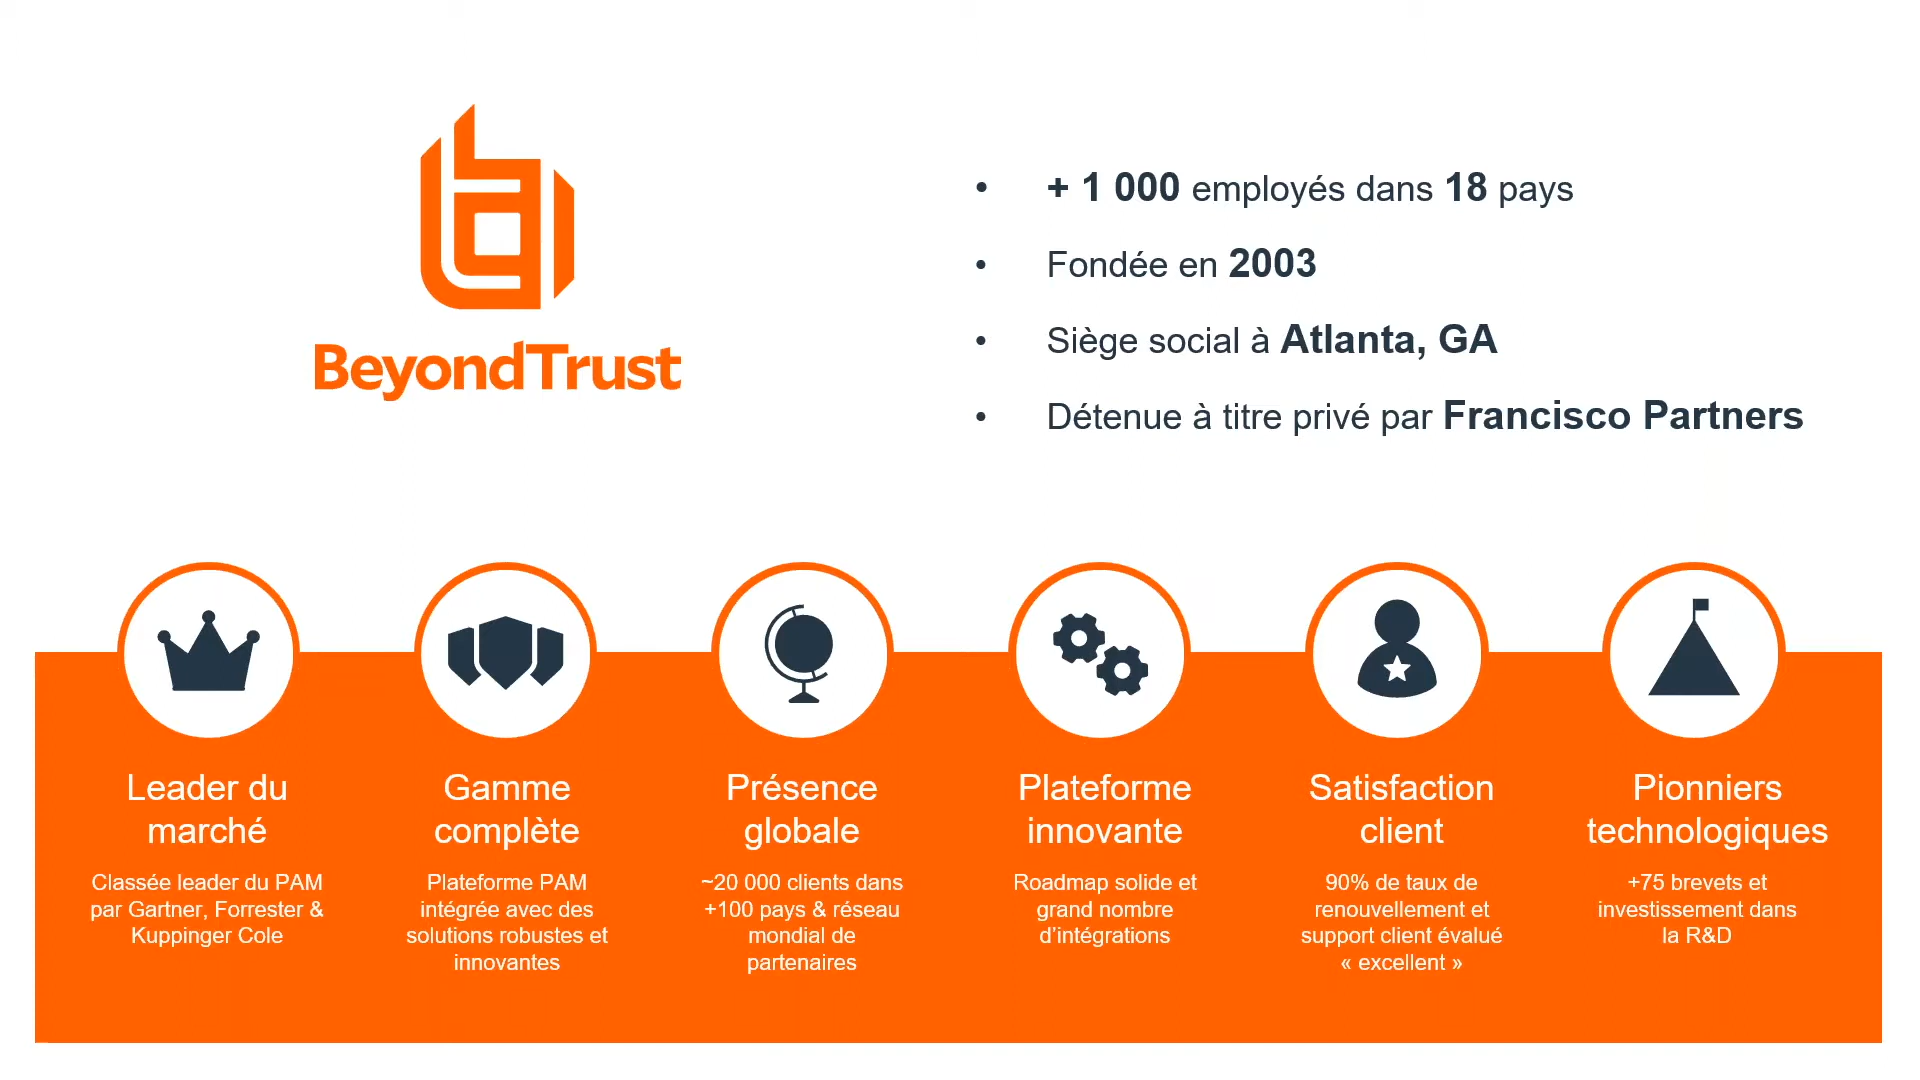 BeyondTrust
• + 1 000 employés dans 18 pays
• Fondée en 2003
• Siège social à Atlanta, GA
• Détenue à titre privé par Francisco Partners
Leader du
marché
Classée leader du PAM
par Gartner, Forrester &
Kuppinger Cole
Gamme
complète
Plateforme PAM
intégrée avec des
solutions robustes et
innovantes
Présence
globale
~20 000 clients dans
+100 pays & réseau
mondial de
partenaires
Plateforme
innovante
Roadmap solide et
grand nombre
d’intégrations
Satisfaction
client
90% de taux de
renouvellement et
support client évalué
« excellent »
Pionniers
technologiques
+75 brevets et
investissement dans
la R&D